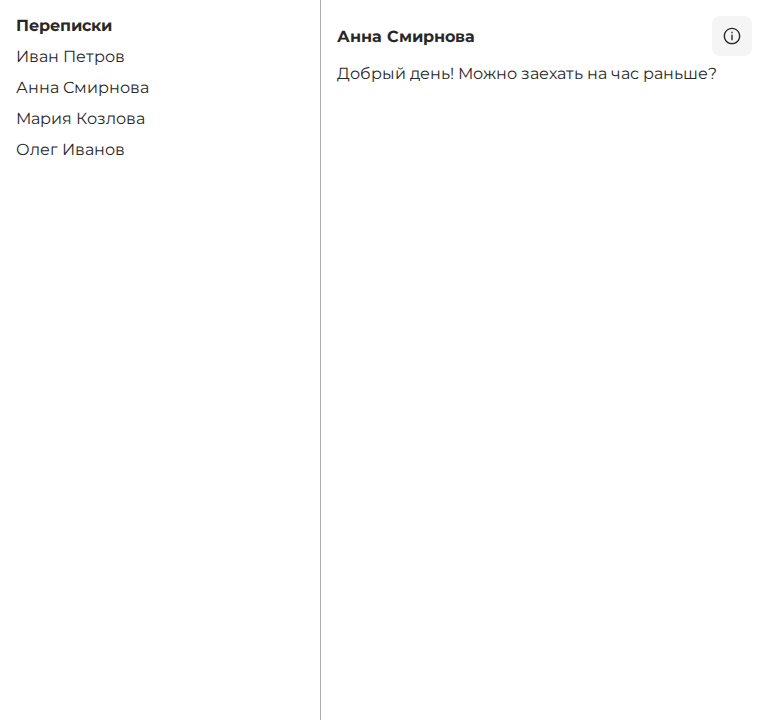 Переписки
Иван Петров
Анна Смирнова
Мария Козлова
Олег Иванов
Анна Смирнова
Добрый день! Можно заехать на час раньше?